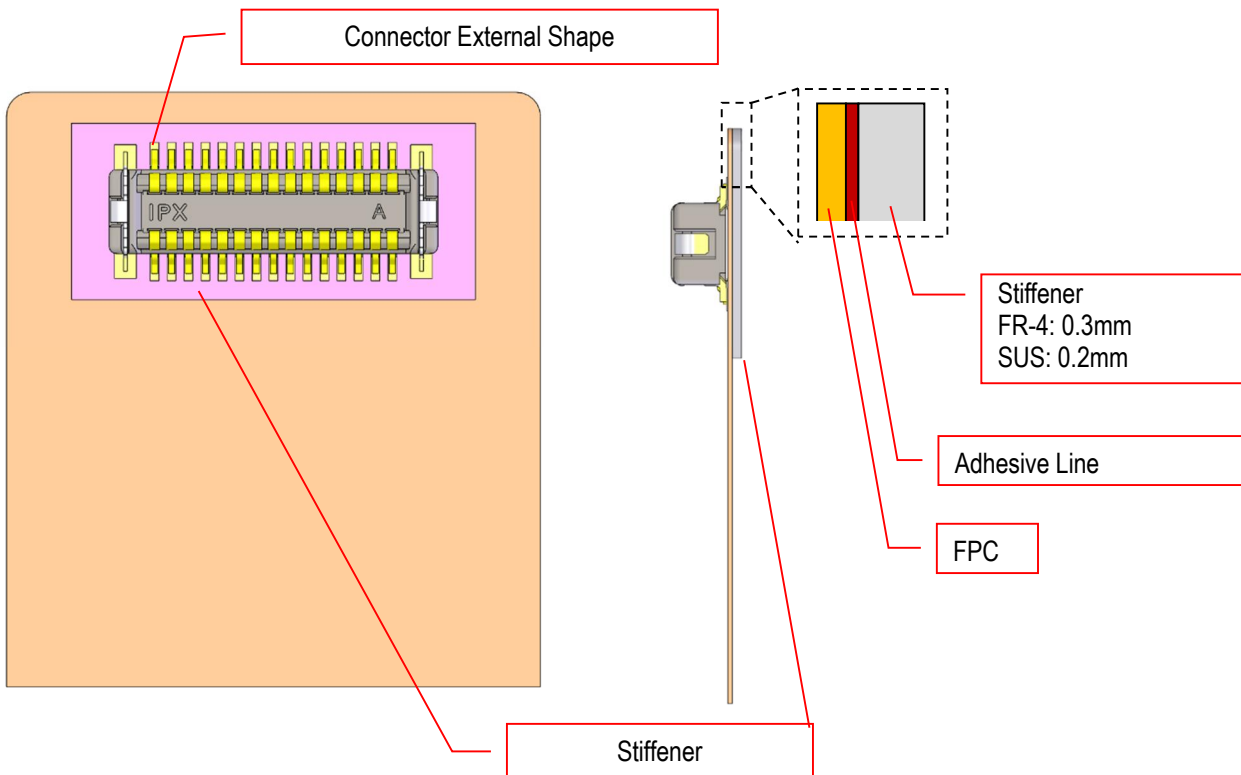 Connector External Shape
IPX
A
Stiffener
FR-4: 0.3mm
SUS: 0.2mm
Adhesive Line
FPC
Stiffener